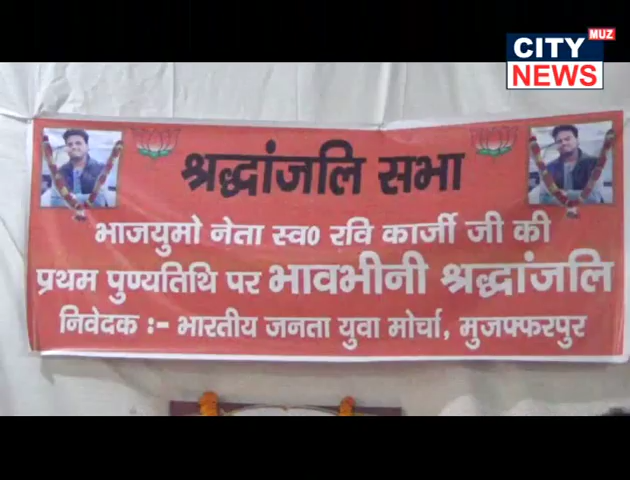 CITY MUZ
NEWS
श्रद्धांजलि सभा
भाजयुमो नेता स्व० रवि कार्जी जी की
प्रथम पुण्यतिथि पर भावभीनी श्रद्धांजलि
निवेदक :- भारतीय जनता युवा मोर्चा, मुजफ्फरपुर